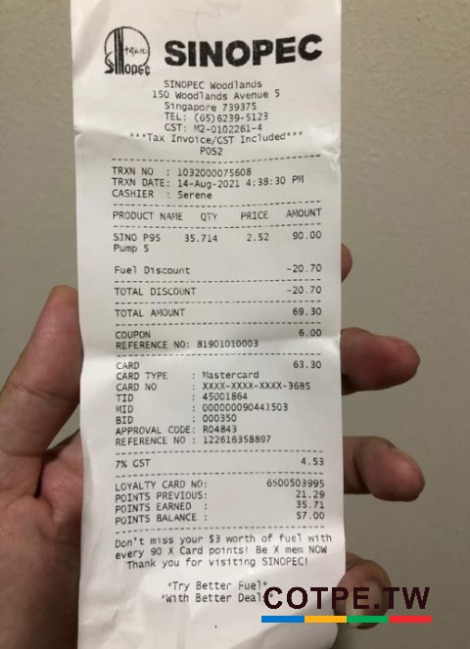 SINOPEC
SINOPEC
SINOPEC Woodlands
150 Woodlands Avenue 5
Singapore 739375
TEL: (65)6239-5123
GST: M2-0102261-4
***Tax Invoice/GST Included***
POS2
TRXN NO : 1032000075608
TRXN DATE: 14-Aug-2021 4:38:30 PM
CASHIER : Serene
PRODUCT NAME QTY PRICE AMOUNT
SINO P95 35.714 2.52 90.00
Pump 5
Fuel Discount -20.70
TOTAL DISCOUNT -20.70
TOTAL AMOUNT 69.30
COUPON 6.00
REFERENCE NO: 81901010003
CARD 63.30
CARD TYPE : Mastercard
CARD NO : XXXX-XXXX-XXXX-3685
TID : 45001864
MID : 000000090441503
BID : 000350
APPROVAL CODE: R04843
REFERENCE NO : 122616358807
7% GST 4.53
LOYALTY CARD NO: 6500503995
POINTS PREVIOUS: 21.29
POINTS EARNED : 35.71
POINTS BALANCE : 57.00
Don't miss your $3 worth of fuel with
every 90 X Card points! Be X mem NOW
Thank you for visiting SINOPEC!
*Try Better Fuel*
*With Better Deals*
COTPE.TW